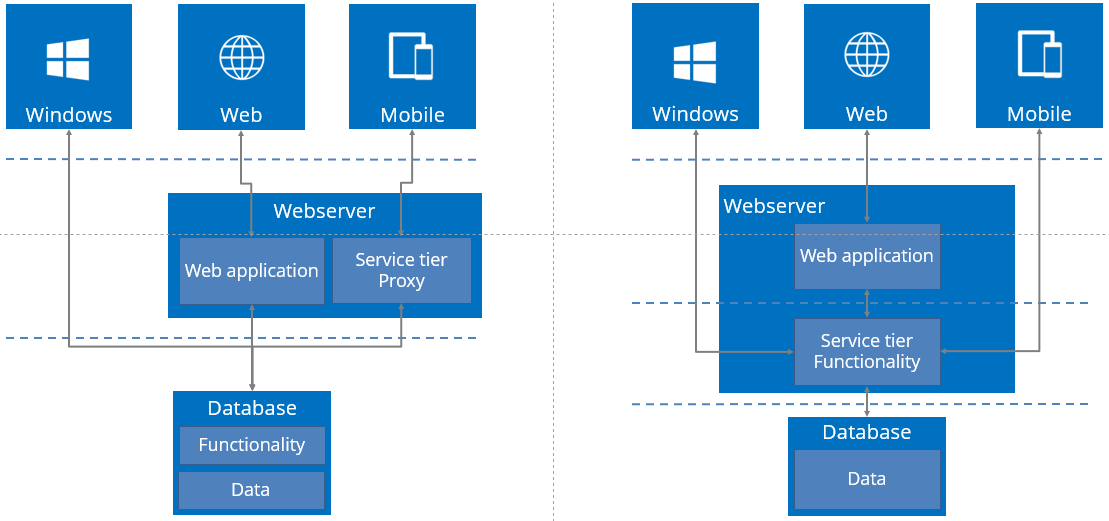 Windows
Web
Mobile
Webserver
Web application
Service tier
Proxy
Database
Functionality
Data
Windows
Web
Mobile
Webserver
Web application
Service tier
Functionality
Database
Data